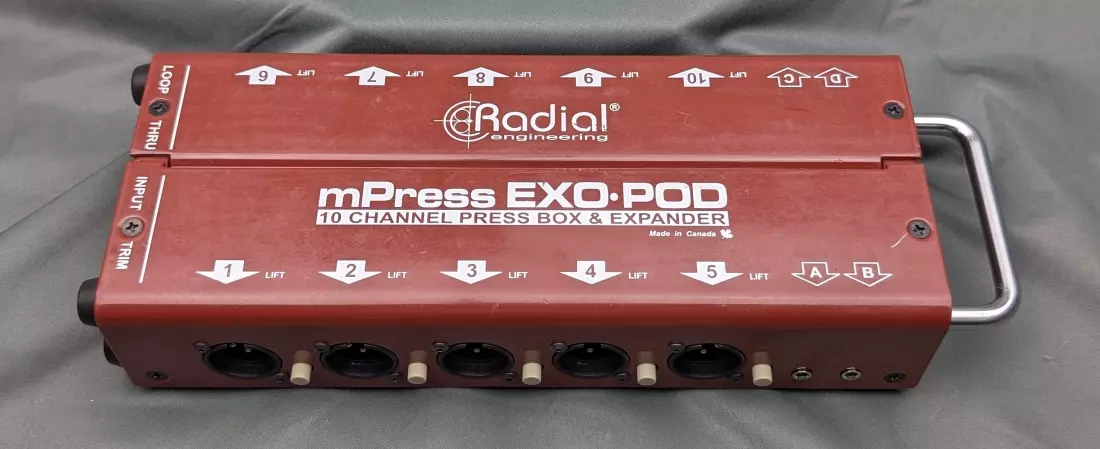 6 LIFT 7 LIFT 8 LIFT 9 LIFT 10 LIFT C D
LOOP THRU
Radial®
engineering
INPUT TRIM
mPress EXO•POD
10 CHANNEL PRESS BOX & EXPANDER
Made in Canada
1 LIFT 2 LIFT 3 LIFT 4 LIFT 5 LIFT A B